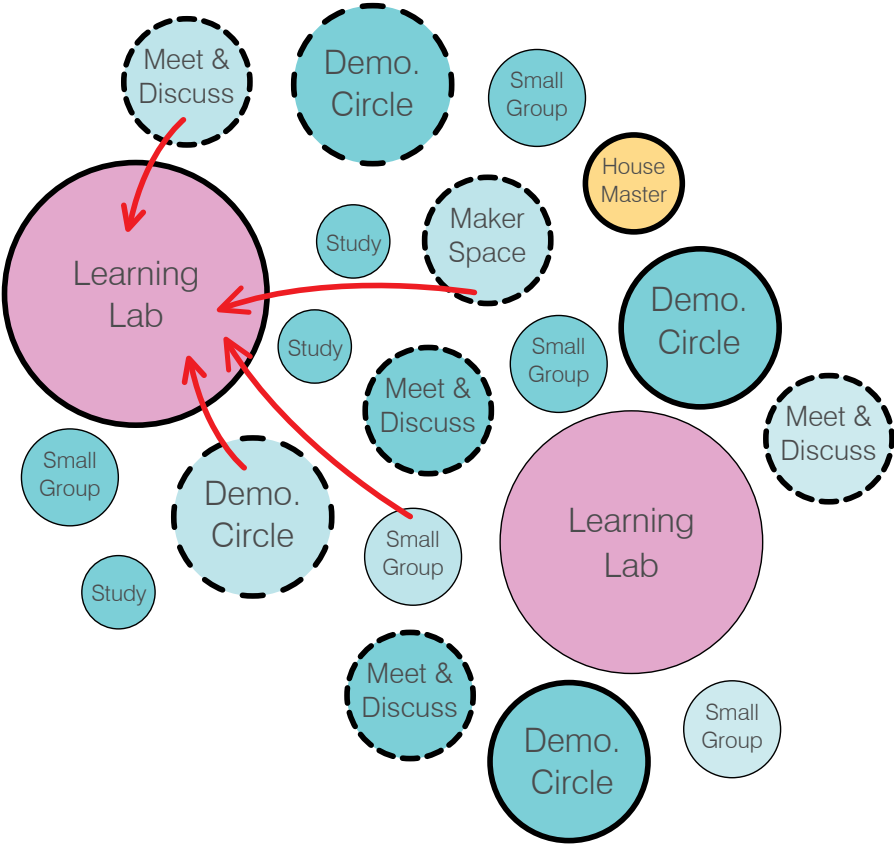 Meet &
Discuss
Demo.
Circle
Small
Group
House
Master
Maker
Space
Study
Learning
Lab
Demo.
Circle
Study
Small
Group
Meet &
Discuss
Meet &
Discuss
Small
Group
Demo.
Circle
Learning
Lab
Small
Group
Study
Meet &
Discuss
Demo.
Circle
Small
Group